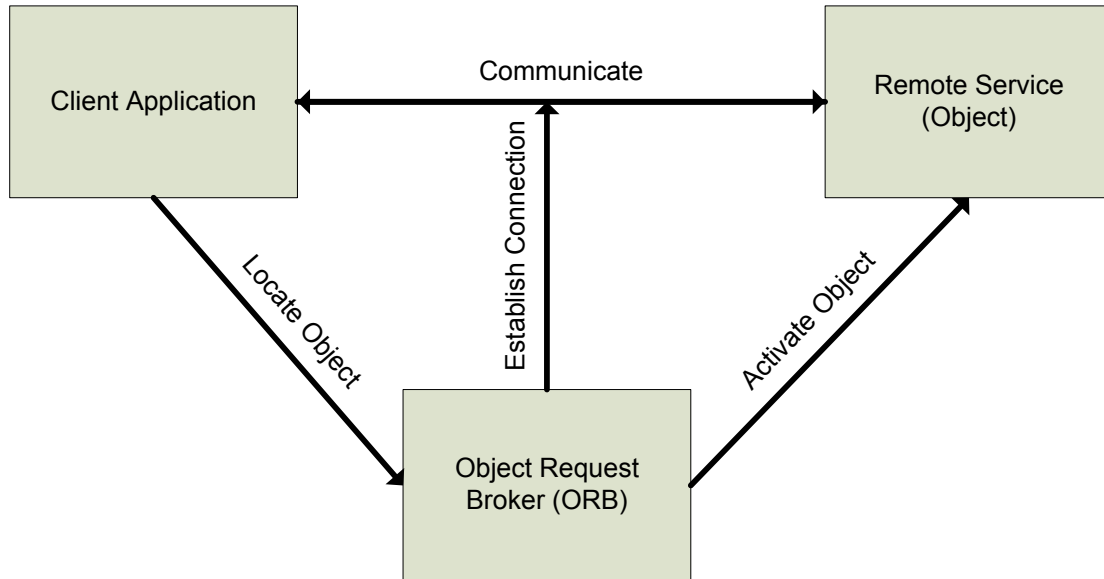 Client Application
Communicate
Remote Service
(Object)
Locate Object
Establish Connection
Activate Object
Object Request
Broker (ORB)